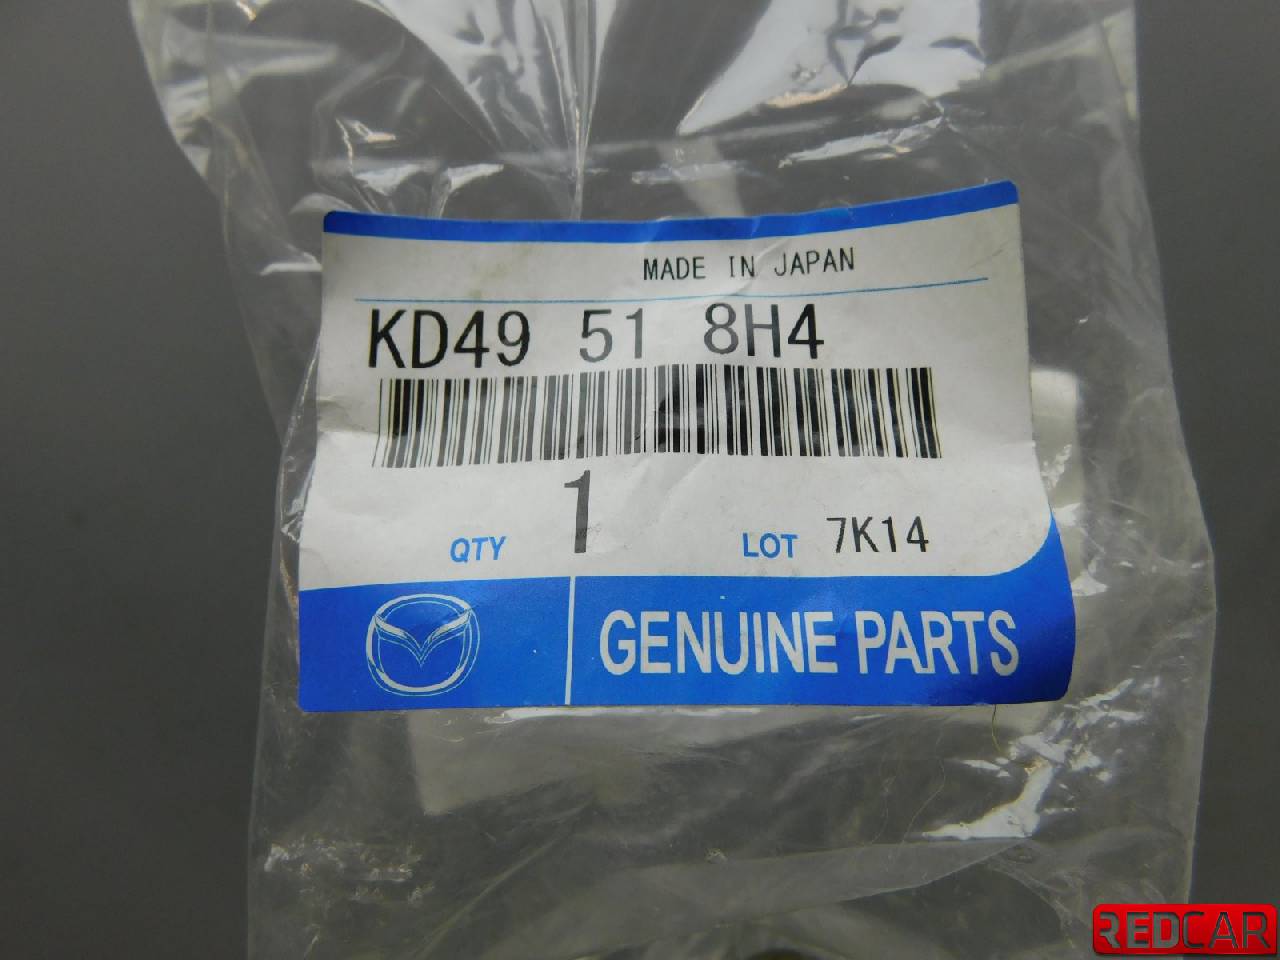 MADE IN JAPAN
KD49 51 8H4
QTY 1 LOT 7K14
GENUINE PARTS
REDCAR